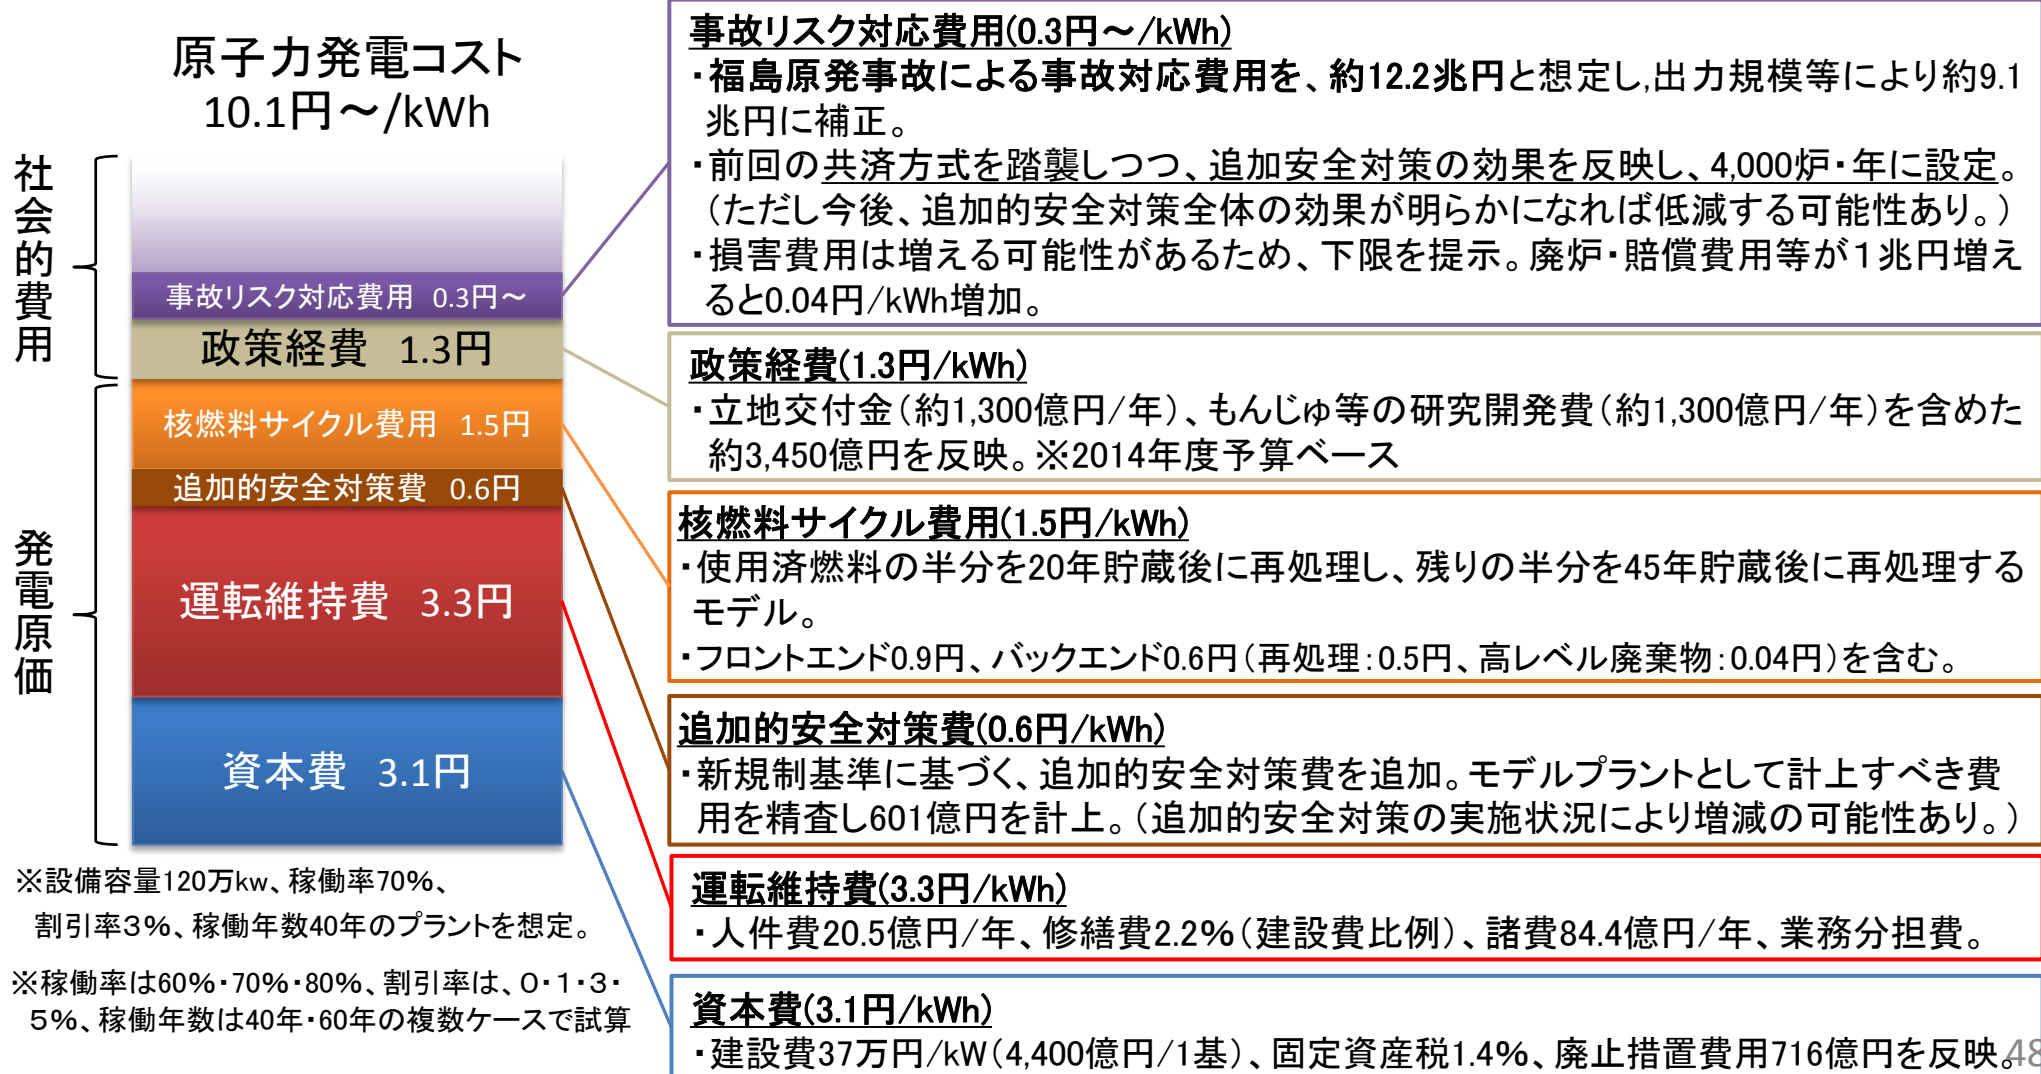 原子力発電コスト
10.1円～/kWh
社会的費用
発電原価
事故リスク対応費用 0.3円～
政策経費 1.3円
核燃料サイクル費用 1.5円
追加的安全対策費 0.6円
運転維持費 3.3円
資本費 3.1円
※設備容量120万kw、稼働率70%、
割引率3%、稼働年数40年のプラントを想定。
※稼働率は60%・70%・80%、割引率は、0・1・3・
5%、稼働年数は40年・60年の複数ケースで試算
事故リスク対応費用(0.3円～/kWh)
・福島原発事故による事故対応費用を、約12.2兆円と想定し,出力規模等により約9.1
兆円に補正。
・前回の共済方式を踏襲しつつ、追加安全対策の効果を反映し、4,000炉・年に設定。
(ただし今後、追加的安全対策全体の効果が明らかになれば低減する可能性あり。)
・損害費用は増える可能性があるため、下限を提示。廃炉・賠償費用等が1兆円増え
ると0.04円/kWh増加。
政策経費(1.3円/kWh)
・立地交付金(約1,300億円/年)、もんじゅ等の研究開発費(約1,300億円/年)を含めた
約3,450億円を反映。※2014年度予算ベース
核燃料サイクル費用(1.5円/kWh)
・使用済燃料の半分を20年貯蔵後に再処理し、残りの半分を45年貯蔵後に再処理する
モデル。
・フロントエンド0.9円、バックエンド0.6円(再処理:0.5円、高レベル廃棄物:0.04円)を含む。
追加的安全対策費(0.6円/kWh)
・新規制基準に基づく、追加的安全対策費を追加。モデルプラントとして計上すべき費
用を精査し601億円を計上。(追加的安全対策の実施状況により増減の可能性あり。)
運転維持費(3.3円/kWh)
・人件費20.5億円/年、修繕費2.2%(建設費比例)、諸費84.4億円/年、業務分担費。
資本費(3.1円/kWh)
・建設費37万円/kW(4,400億円/1基)、固定資産税1.4%、廃止措置費用716億円を反映。
48